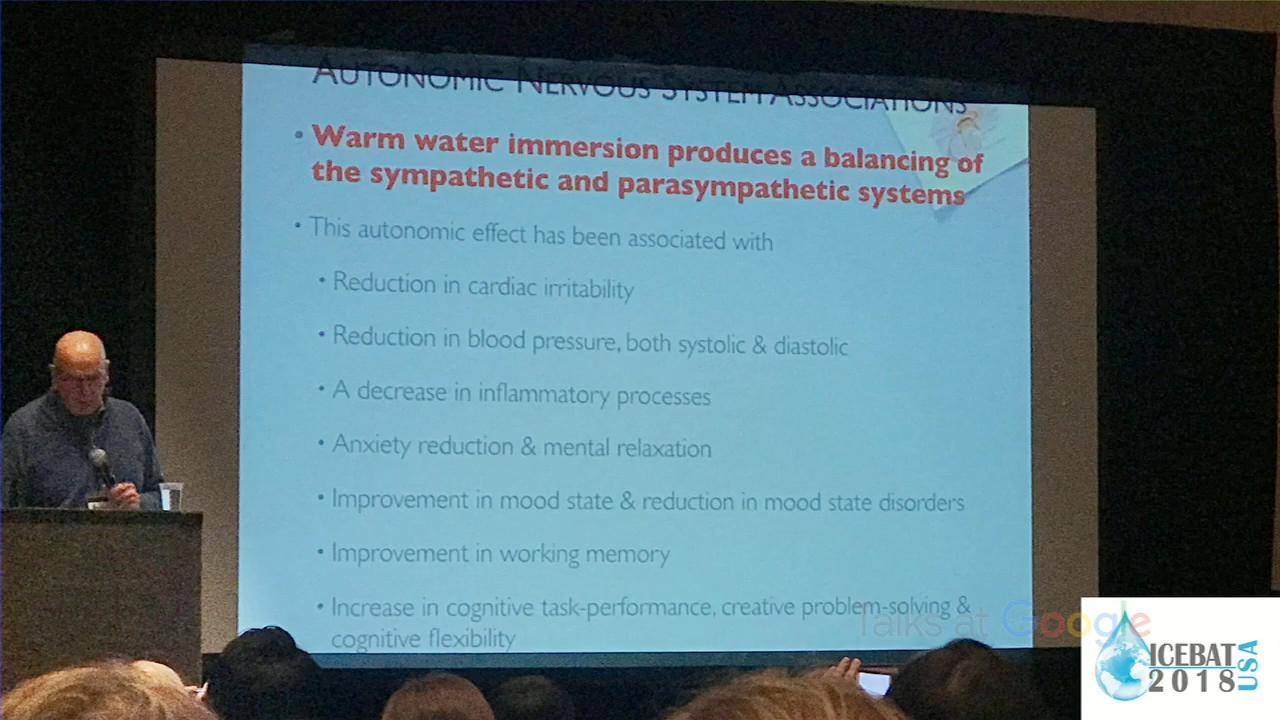 AUTONOMIC NERVOUS SYSTEM ASSOCIATIONS
• Warm water immersion produces a balancing of
the sympathetic and parasympathetic systems
• This autonomic effect has been associated with
• Reduction in cardiac irritability
• Reduction in blood pressure, both systolic & diastolic
• A decrease in inflammatory processes
• Anxiety reduction & mental relaxation
• Improvement in mood state & reduction in mood state disorders
• Improvement in working memory
• Increase in cognitive task-performance, creative problem-solving &
cognitive flexibility
Talks at Google
ICEBAT
2018
USA